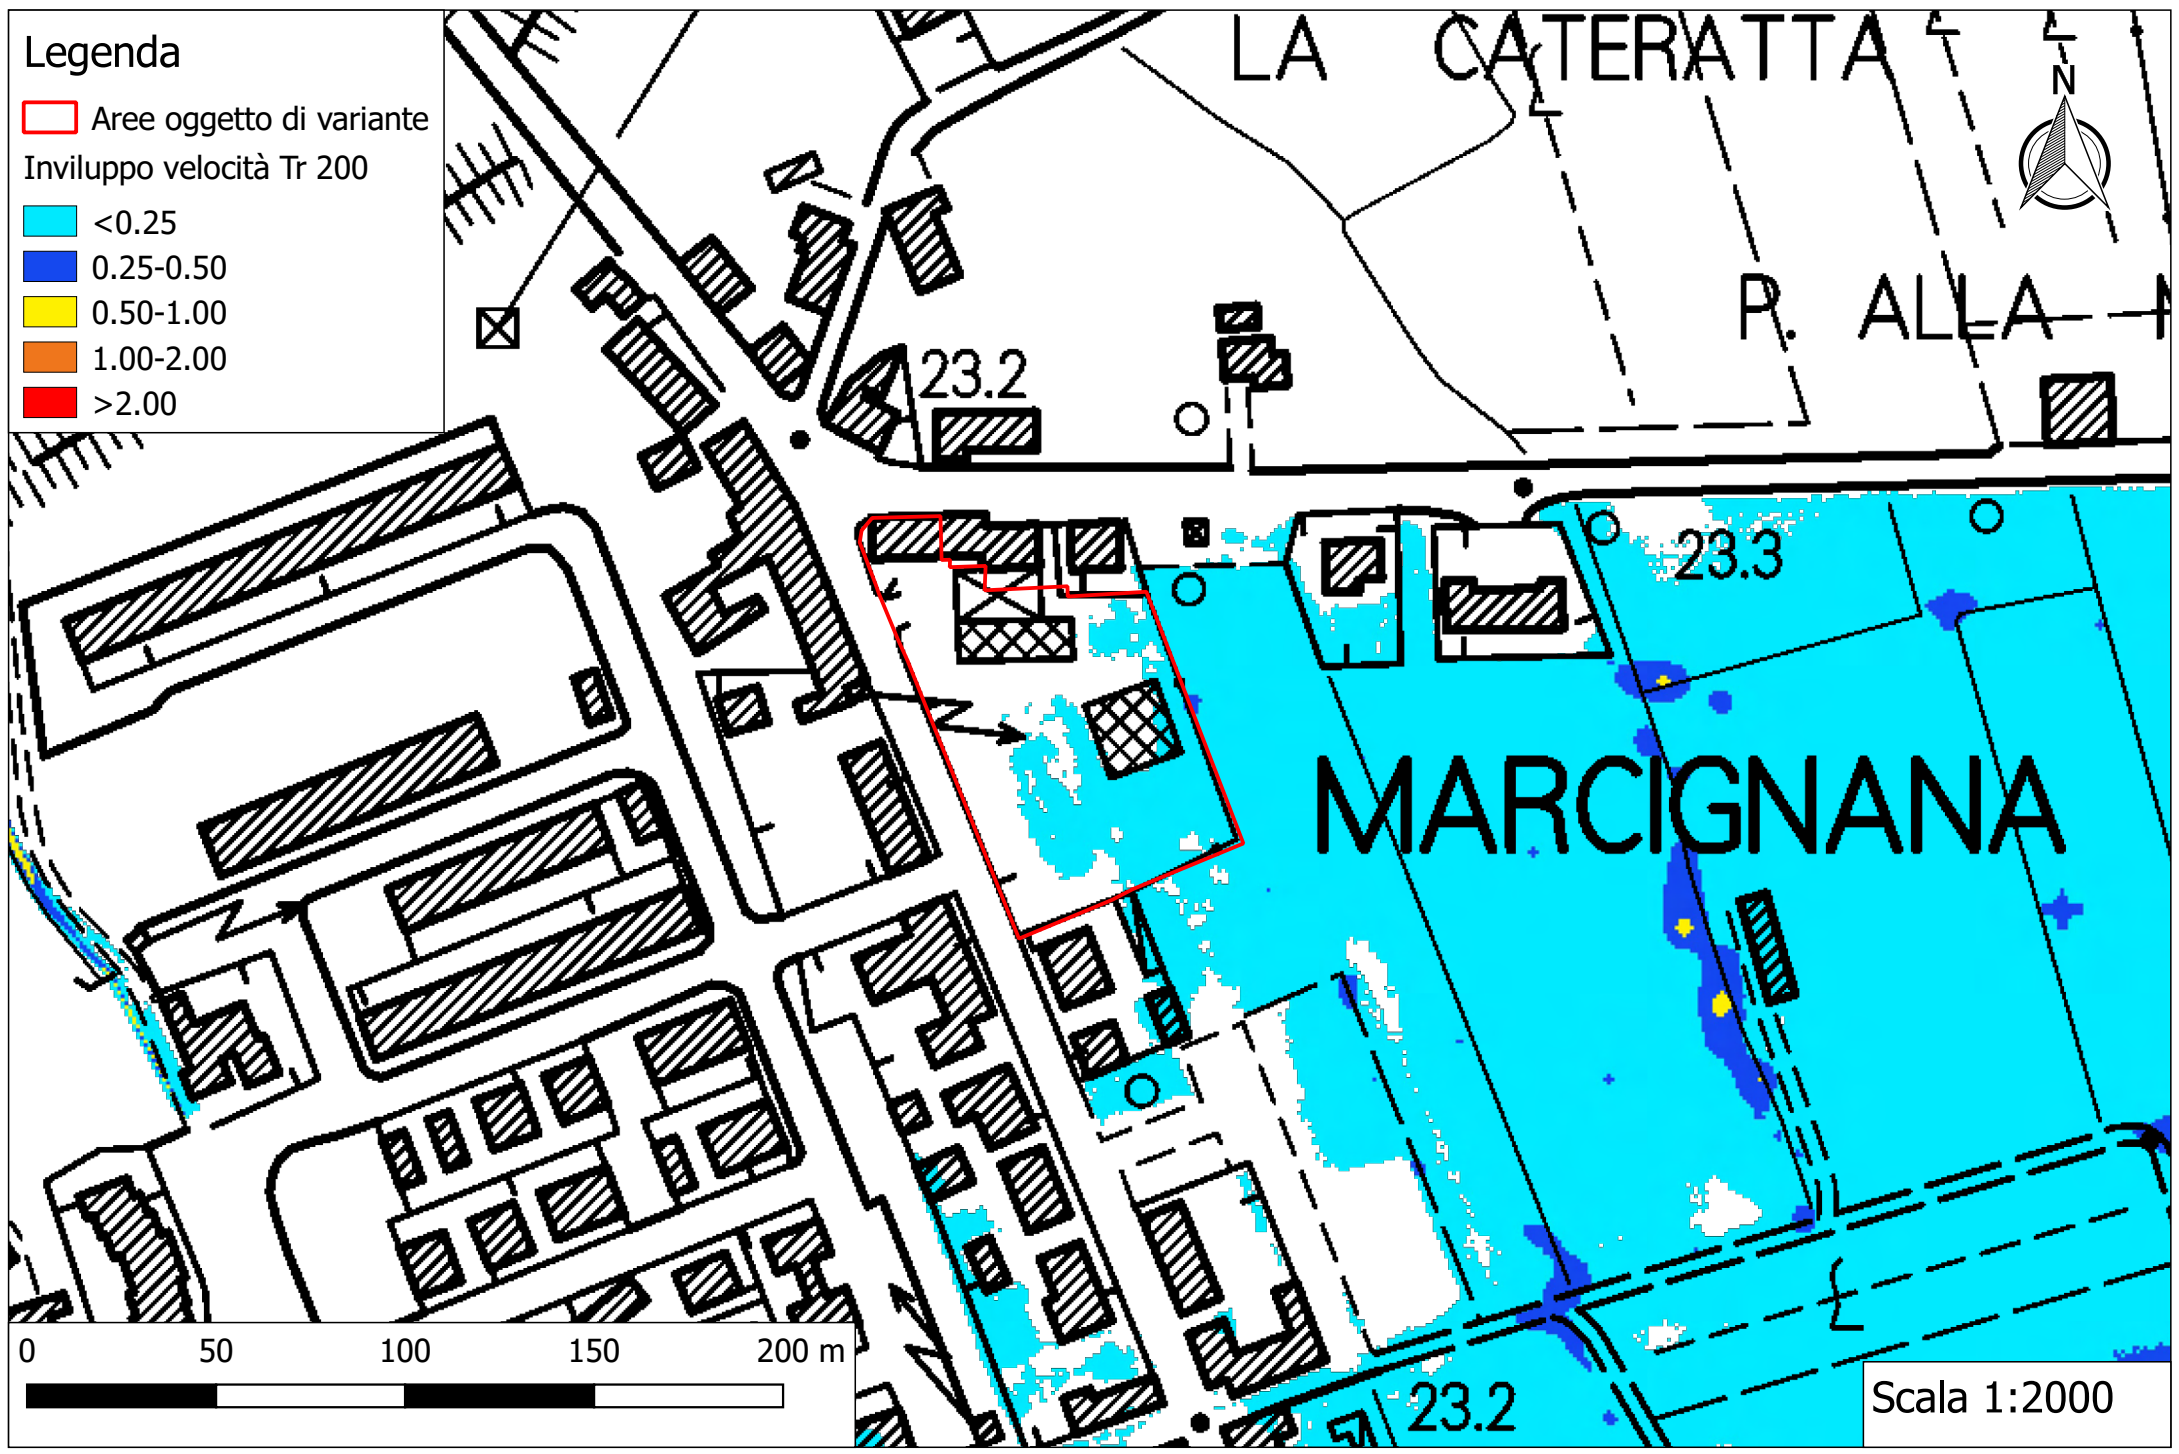 Legenda
Aree oggetto di variante
Inviluppo velocità Tr 200
<0.25
0.25-0.50
0.50-1.00
1.00-2.00
>2.00
LA CATERATTA
N
P. ALLA
23.2
23.3
MARCIGNANA
23.2
0 50 100 150 200 m
Scala 1:2000